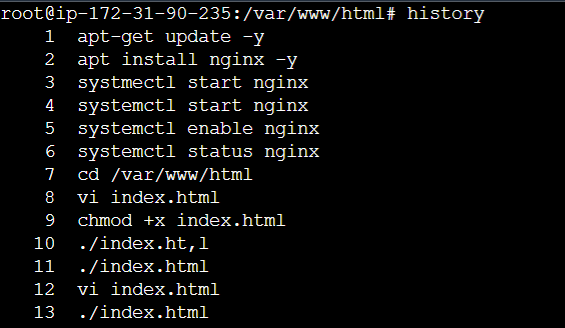 root@ip-172-31-90-235:/var/www/html# history
1 apt-get update -y
2 apt install nginx -y
3 systmectl start nginx
4 systemctl start nginx
5 systemctl enable nginx
6 systemctl status nginx
7 cd /var/www/html
8 vi index.html
9 chmod +x index.html
10 ./index.ht,l
11 ./index.html
12 vi index.html
13 ./index.html